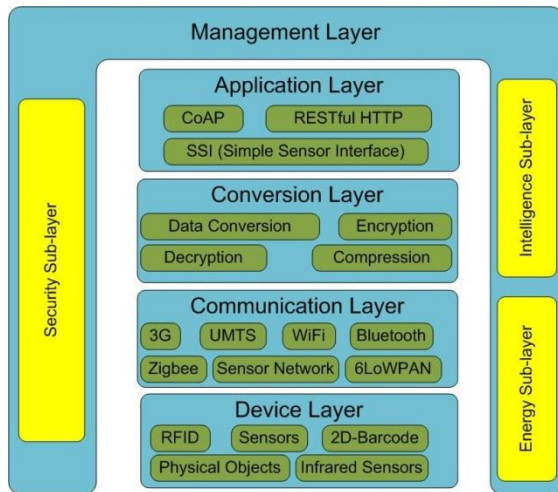 Management Layer
Security Sub-layer
Application Layer
CoAP
RESTful HTTP
SSI (Simple Sensor Interface)
Conversion Layer
Data Conversion
Encryption
Decryption
Compression
Communication Layer
3G
UMTS
WiFi
Bluetooth
Zigbee
Sensor Network
6LoWPAN
Device Layer
RFID
Sensors
2D-Barcode
Physical Objects
Infrared Sensors
Intelligence Sub-layer
Energy Sub-layer